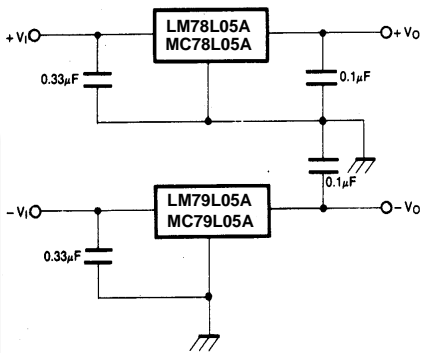 LM78L05A
MC78L05A
+VI
+VO
0.33μF
0.1μF
0.1μF
LM79L05A
MC79L05A
-VI
-VO
0.33μF